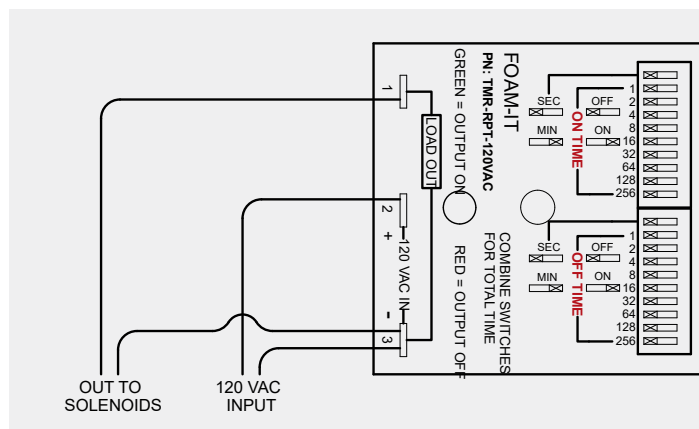 FOAM-IT
PN: TMR-RPT-120VAC
GREEN = OUTPUT ON
RED = OUTPUT OFF
COMBINE SWITCHES
FOR TOTAL TIME
1
LOAD OUT
2
+
120 VAC IN
-
3
SEC
OFF
MIN
ON
ON TIME
1
2
4
8
16
32
64
128
256
SEC
OFF
MIN
ON
OFF TIME
1
2
4
8
16
32
64
128
256
OUT TO
SOLENOIDS
120 VAC
INPUT